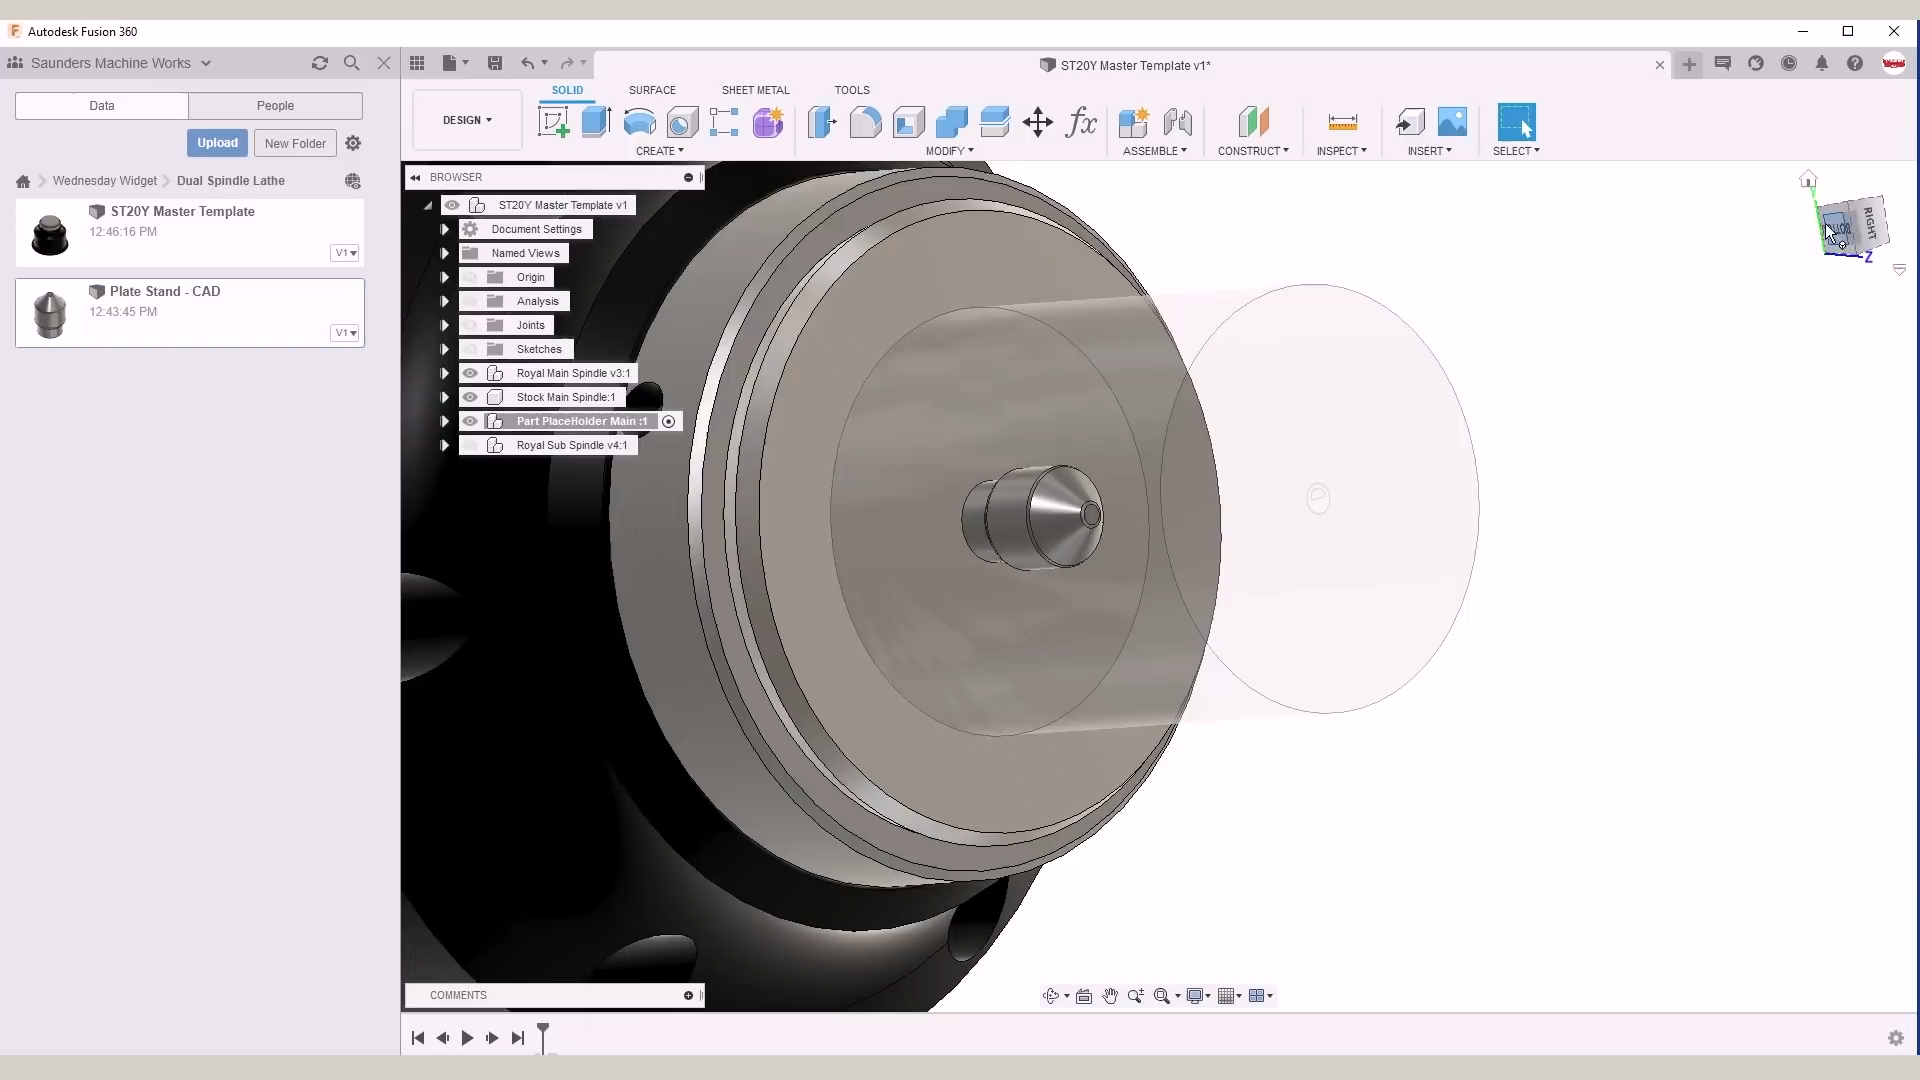 Autodesk Fusion 360
Saunders Machine Works
ST20Y Master Template v1*
Data
People
Upload
New Folder
Wednesday Widget
Dual Spindle Lathe
ST20Y Master Template
12:46:16 PM
V1
Plate Stand - CAD
12:43:45 PM
V1
SOLID
SURFACE
SHEET METAL
TOOLS
DESIGN
CREATE
MODIFY
ASSEMBLE
CONSTRUCT
INSPECT
INSERT
SELECT
BROWSER
ST20Y Master Template v1
Document Settings
Named Views
Origin
Analysis
Joints
Sketches
Royal Main Spindle v3:1
Stock Main Spindle:1
Part PlaceHolder Main :1
Royal Sub Spindle v4:1
RIGHT
Z
COMMENTS